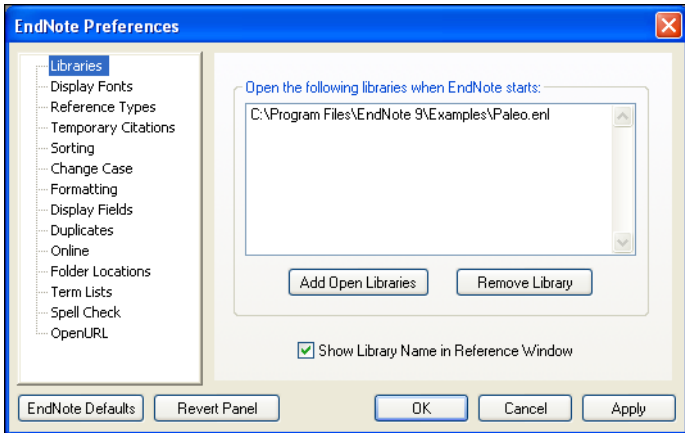 EndNote Preferences
Libraries
Display Fonts
Reference Types
Temporary Citations
Sorting
Change Case
Formatting
Display Fields
Duplicates
Online
Folder Locations
Term Lists
Spell Check
OpenURL
Open the following libraries when EndNote starts:
C:\Program Files\EndNote 9\Examples\Paleo.enl
Add Open Libraries Remove Library
Show Library Name in Reference Window
EndNote Defaults Revert Panel OK Cancel Apply